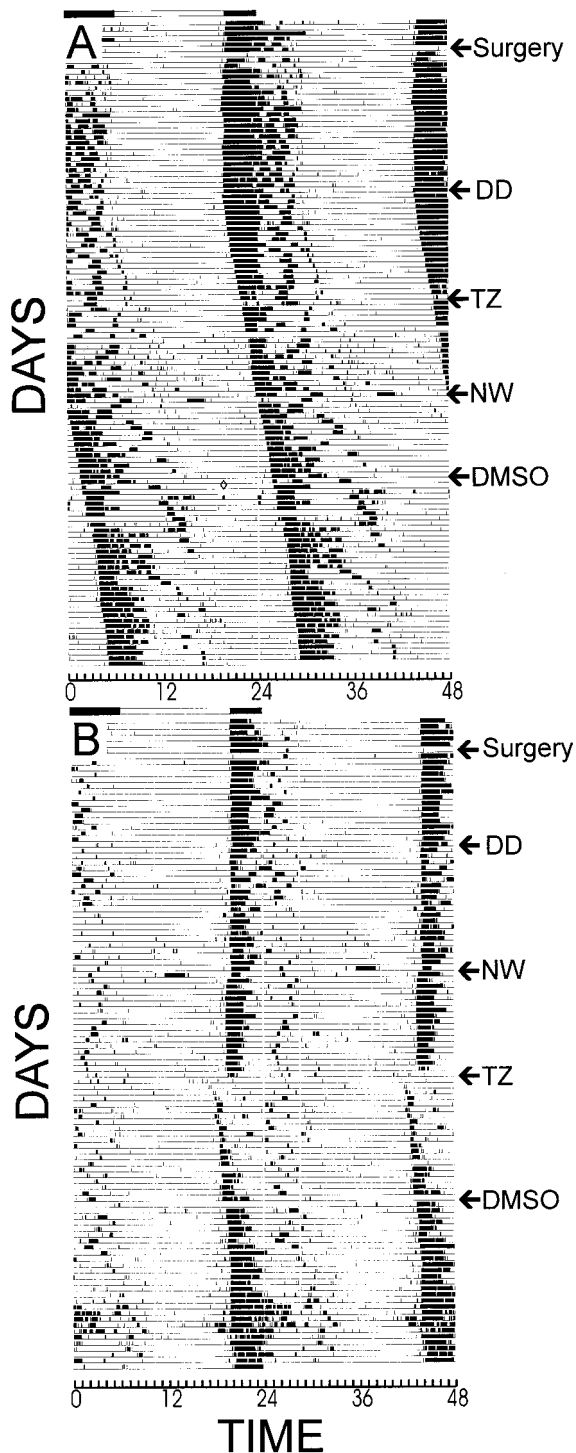 A
←Surgery
←DD
←TZ
←NW
←DMSO
DAYS
0 12 24 36 48
B
←Surgery
←DD
←NW
←TZ
←DMSO
DAYS
0 12 24 36 48
TIME